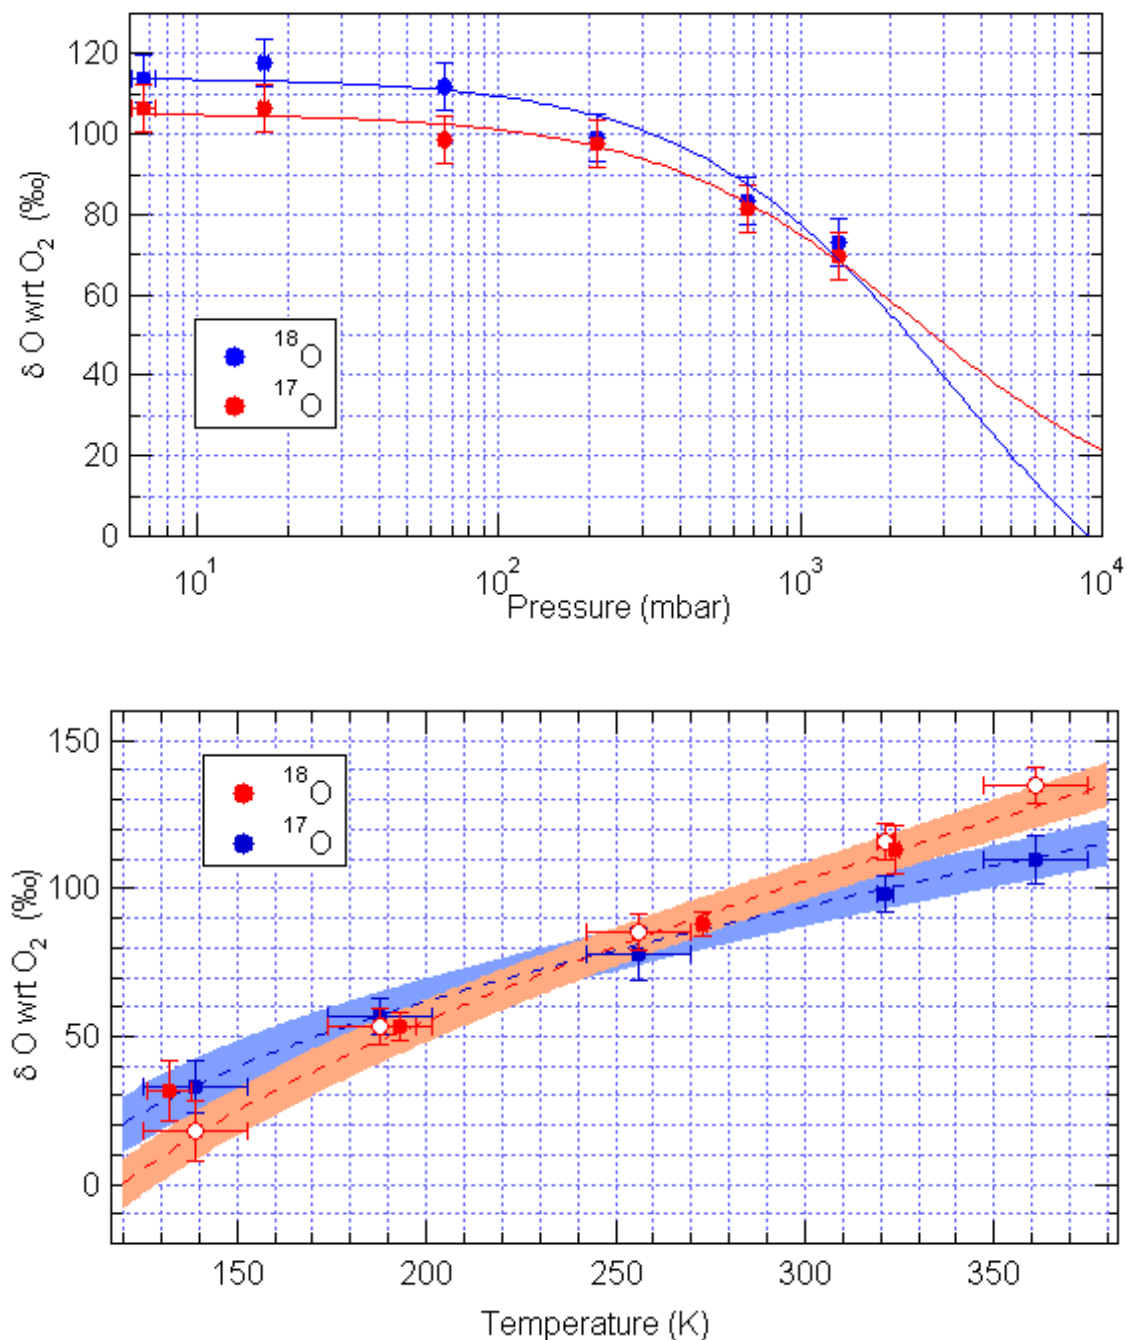 120
100
80
60
40
20
0
δ O wrt O₂ (‰)
¹⁸O
¹⁷O
10¹ 10² 10³ 10⁴
Pressure (mbar)
150
100
50
0
δ O wrt O₂ (‰)
¹⁸O
¹⁷O
150 200 250 300 350
Temperature (K)